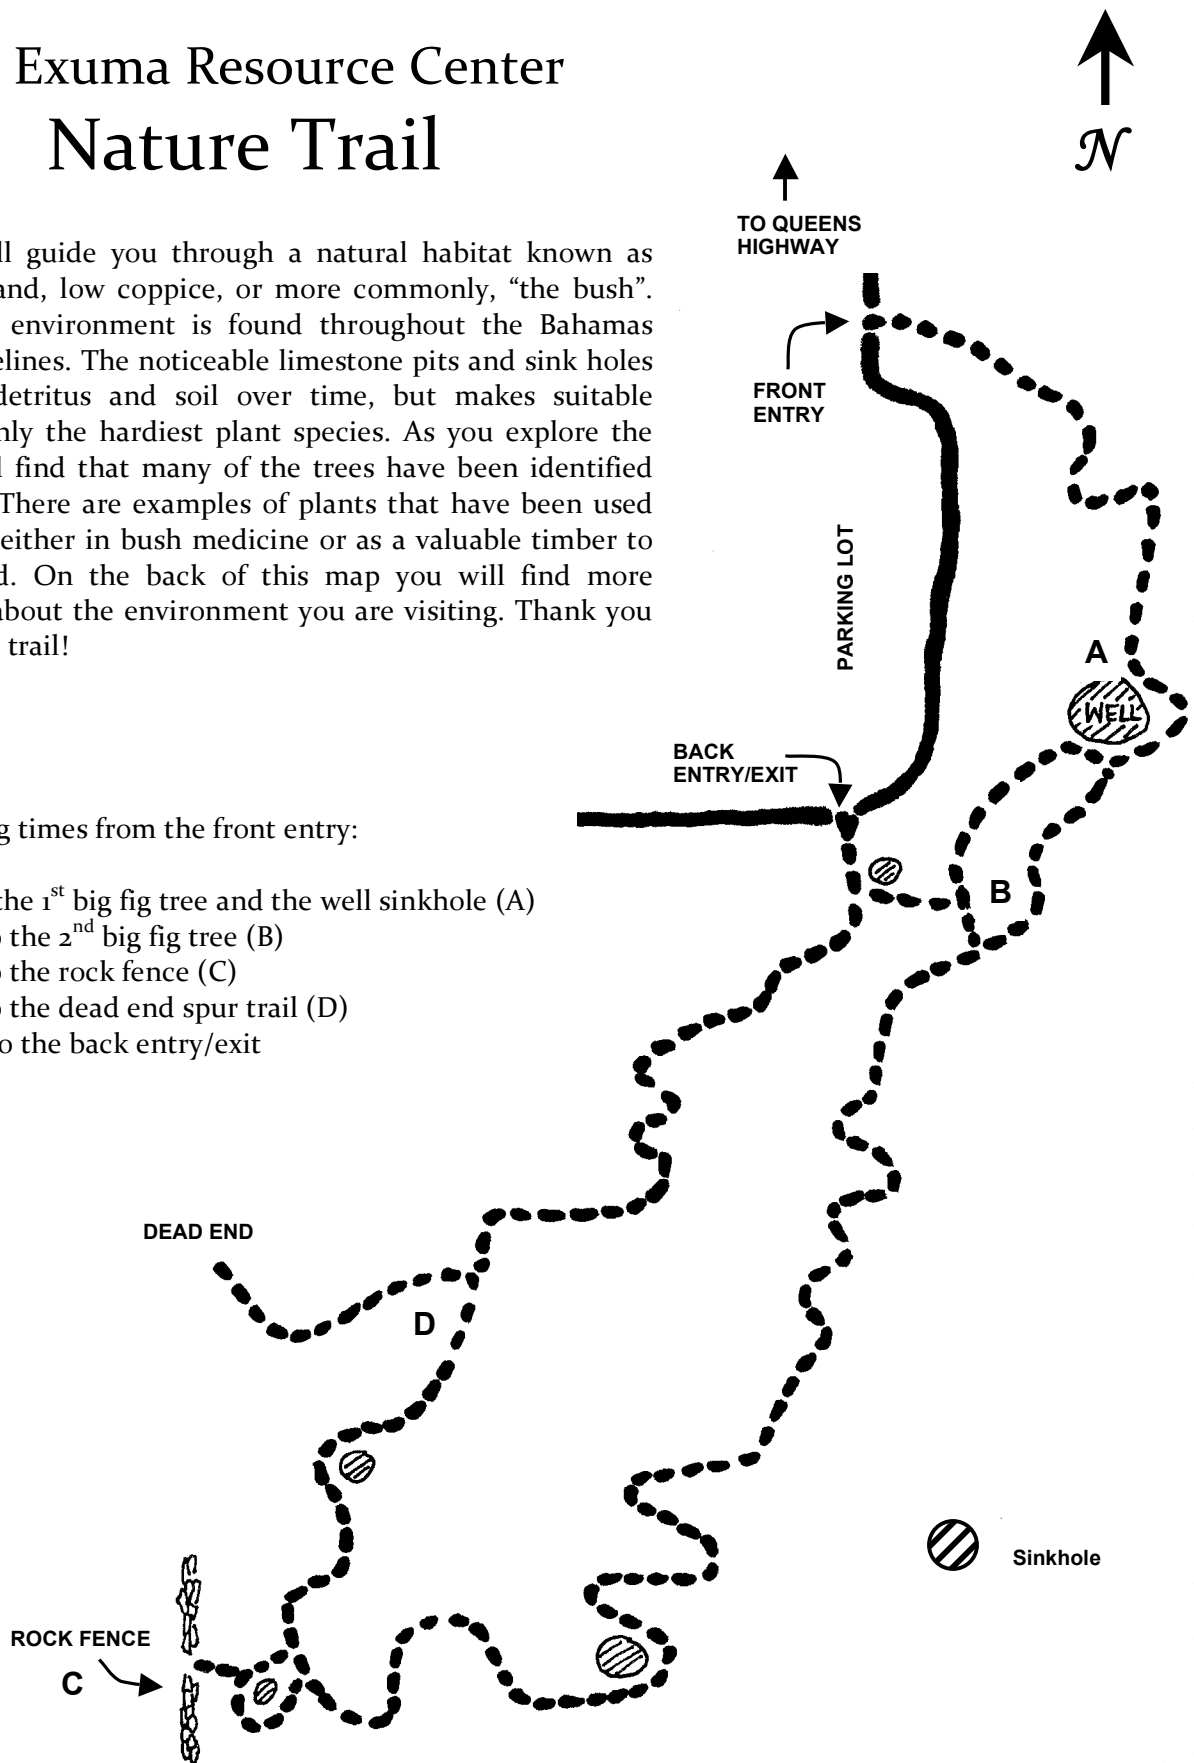 Exuma Resource Center
Nature Trail
N
TO QUEENS
HIGHWAY
ll guide you through a natural habitat known as
and, low coppice, or more commonly, “the bush”.
environment is found throughout the Bahamas
elines. The noticeable limestone pits and sink holes
detritus and soil over time, but makes suitable
nly the hardiest plant species. As you explore the
l find that many of the trees have been identified
There are examples of plants that have been used
either in bush medicine or as a valuable timber to
d. On the back of this map you will find more
about the environment you are visiting. Thank you
trail!
FRONT
ENTRY
PARKING LOT
A
WELL
BACK
ENTRY/EXIT
g times from the front entry:
the 1st big fig tree and the well sinkhole (A)
o the 2nd big fig tree (B)
o the rock fence (C)
o the dead end spur trail (D)
to the back entry/exit
B
DEAD END
D
Sinkhole
ROCK FENCE
C